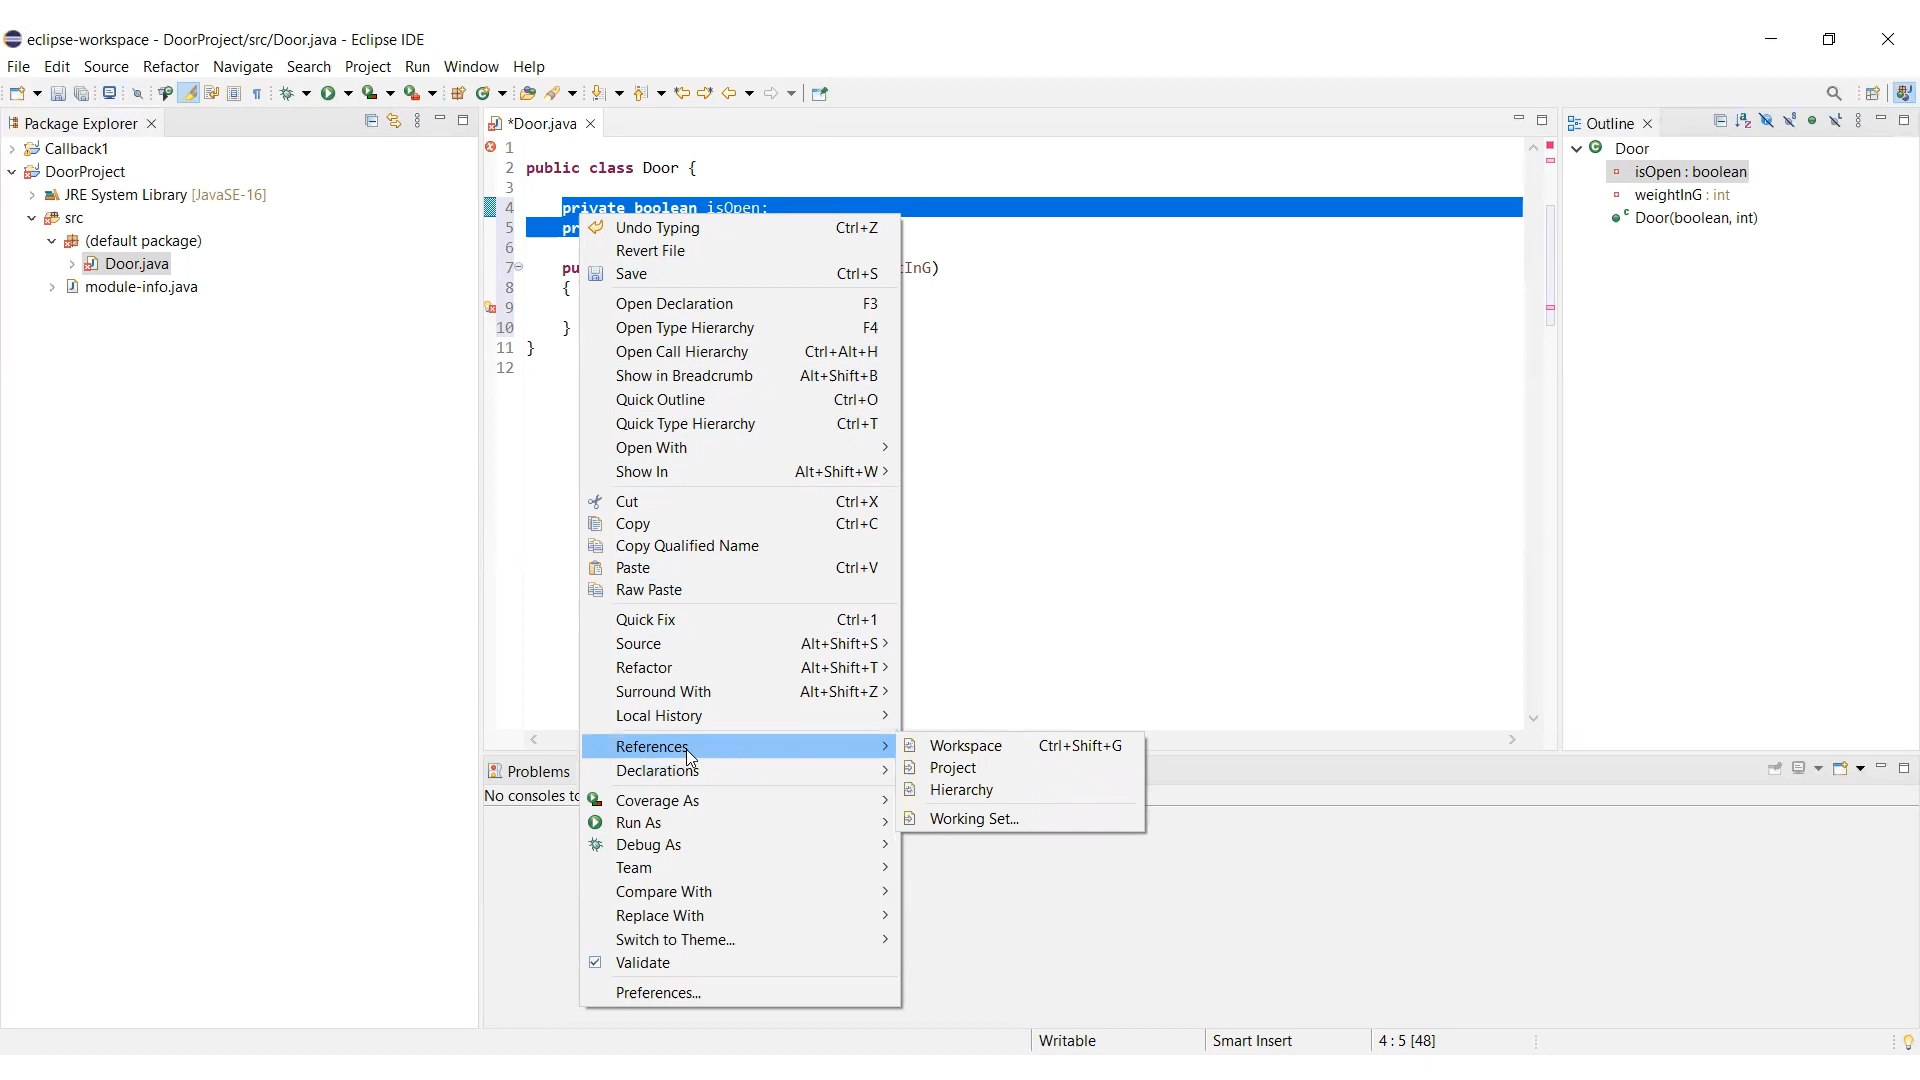 eclipse-workspace - DoorProject/src/Door.java - Eclipse IDE
File Edit Source Refactor Navigate Search Project Run Window Help
Package Explorer
Callback1
DoorProject
JRE System Library [JavaSE-16]
src
(default package)
Door.java
module-info.java
*Door.java
1
2 public class Door {
3
4 private boolean isOpen;
5
6
7
8 {
9
10 }
11 }
12
Undo Typing Ctrl+Z
Revert File
Save Ctrl+S
Open Declaration F3
Open Type Hierarchy F4
Open Call Hierarchy Ctrl+Alt+H
Show in Breadcrumb Alt+Shift+B
Quick Outline Ctrl+O
Quick Type Hierarchy Ctrl+T
Open With
Show In Alt+Shift+W
Cut Ctrl+X
Copy Ctrl+C
Copy Qualified Name
Paste Ctrl+V
Raw Paste
Quick Fix Ctrl+1
Source Alt+Shift+S
Refactor Alt+Shift+T
Surround With Alt+Shift+Z
Local History
References
Declarations
Coverage As
Run As
Debug As
Team
Compare With
Replace With
Switch to Theme...
Validate
Preferences...
Workspace Ctrl+Shift+G
Project
Hierarchy
Working Set...
Outline
Door
isOpen : boolean
weightInG : int
Door(boolean, int)
Problems
No consoles to
Writable Smart Insert 4 : 5 [48]